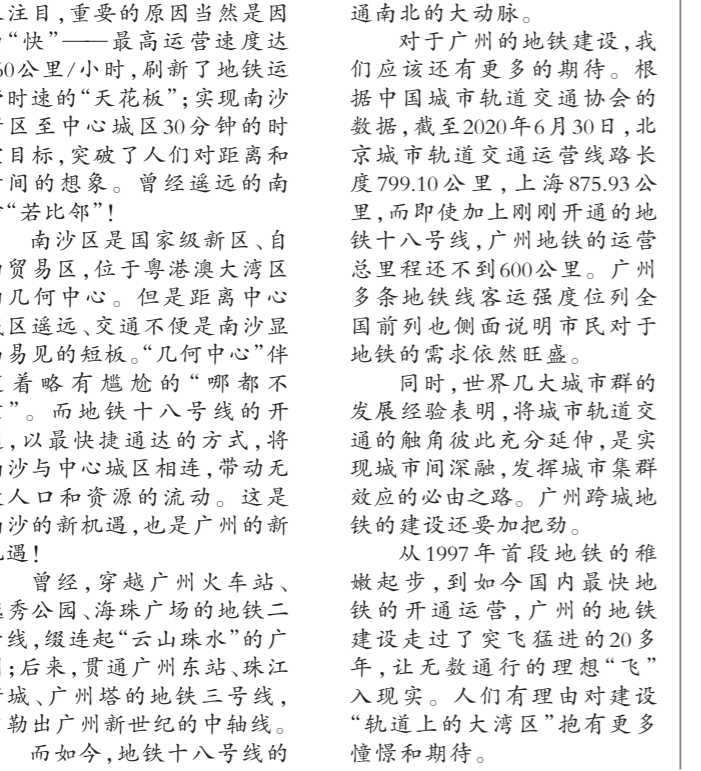 注目,重要的原因当然是因
“快”——最高运营速度达
60公里/小时,刷新了地铁运
时速的“天花板”;实现南沙
区至中心城区30分钟的时
目标,突破了人们对距离和
间的想象。曾经遥远的南
“若比邻”!
南沙区是国家级新区、自
贸易区,位于粤港澳大湾区
几何中心。但是距离中心
区遥远、交通不便是南沙显
易见的短板。“几何中心”伴
着略有尴尬的“哪都不
”。而地铁十八号线的开
,以最快捷通达的方式,将
沙与中心城区相连,带动无
人口和资源的流动。这是
沙的新机遇,也是广州的新
遇!
曾经,穿越广州火车站、
秀公园、海珠广场的地铁二
线,缀连起“云山珠水”的广
;后来,贯通广州东站、珠江
城、广州塔的地铁三号线,
勒出广州新世纪的中轴线。
而如今,地铁十八号线的
通南北的大动脉。
对于广州的地铁建设,我
们应该还有更多的期待。根
据中国城市轨道交通协会的
数据,截至2020年6月30日,北
京城市轨道交通运营线路长
度799.10公里,上海875.93公
里,而即使加上刚刚开通的地
铁十八号线,广州地铁的运营
总里程还不到600公里。广州
多条地铁线客运强度位列全
国前列也侧面说明市民对于
地铁的需求依然旺盛。
同时,世界几大城市群的
发展经验表明,将城市轨道交
通的触角彼此充分延伸,是实
现城市间深融,发挥城市集群
效应的必由之路。广州跨城地
铁的建设还要加把劲。
从1997年首段地铁的稚
嫩起步,到如今国内最快地
铁的开通运营,广州的地铁
建设走过了突飞猛进的20多
年,让无数通行的理想“飞”
入现实。人们有理由对建设
“轨道上的大湾区”抱有更多
憧憬和期待。